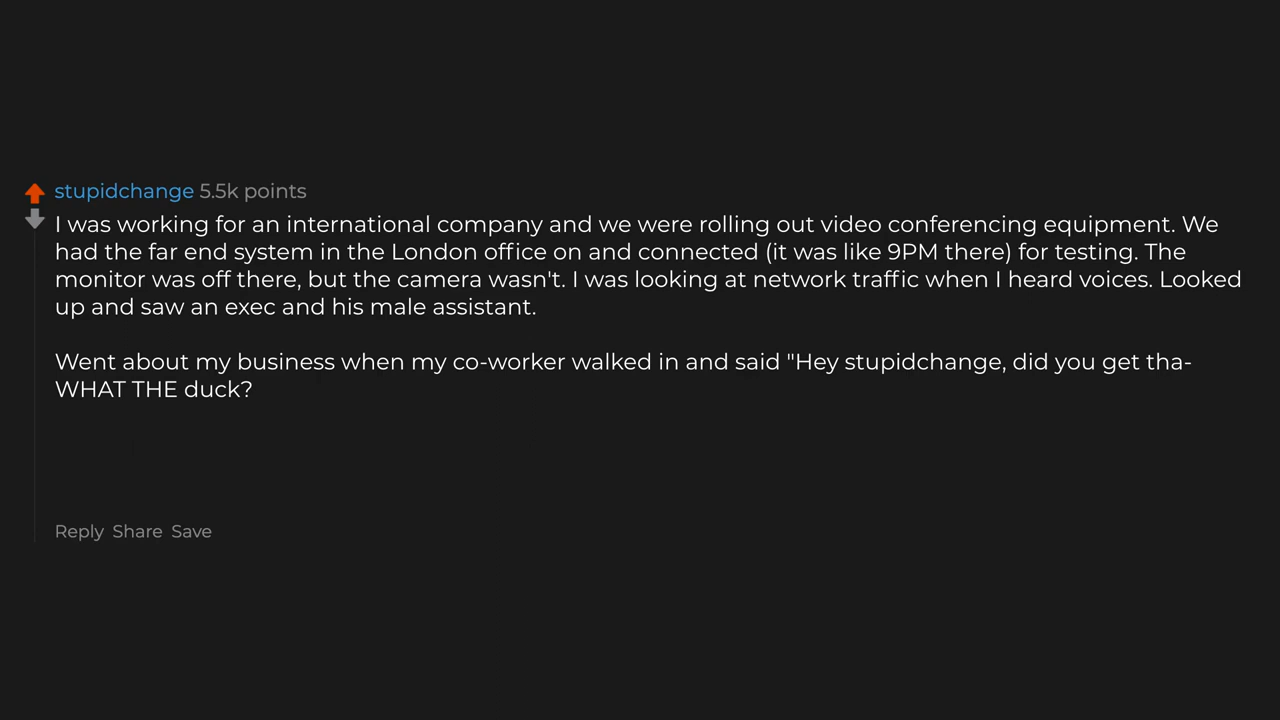 stupidchange 5.5k points
I was working for an international company and we were rolling out video conferencing equipment. We
had the far end system in the London office on and connected (it was like 9PM there) for testing. The
monitor was off there, but the camera wasn't. I was looking at network traffic when I heard voices. Looked
up and saw an exec and his male assistant.
Went about my business when my co-worker walked in and said "Hey stupidchange, did you get tha-
WHAT THE duck?
Reply Share Save